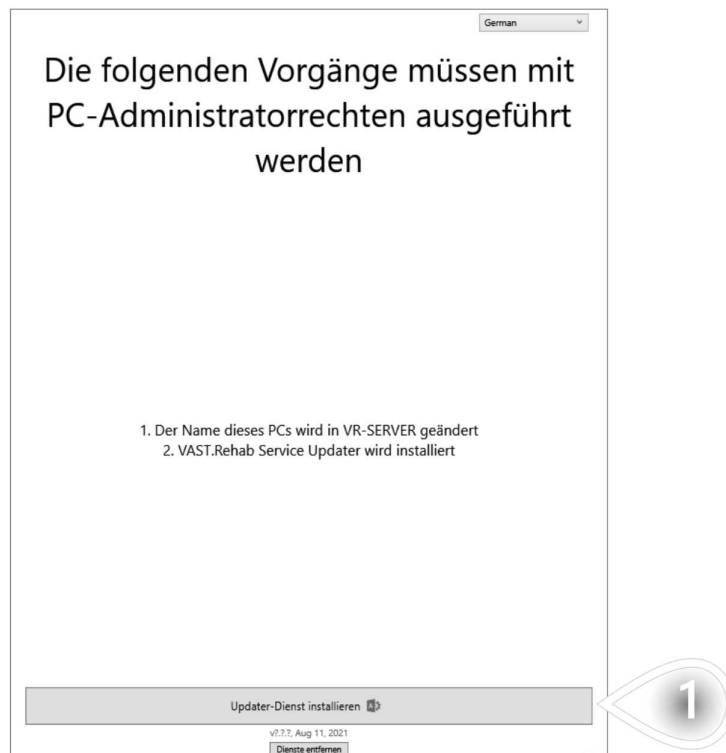 German
Die folgenden Vorgänge müssen mit
PC-Administratorrechten ausgeführt
werden
1. Der Name dieses PCs wird in VR-SERVER geändert
2. VAST.Rehab Service Updater wird installiert
Updater-Dienst installieren
1
v?.?.?, Aug 11, 2021
Dienste entfernen